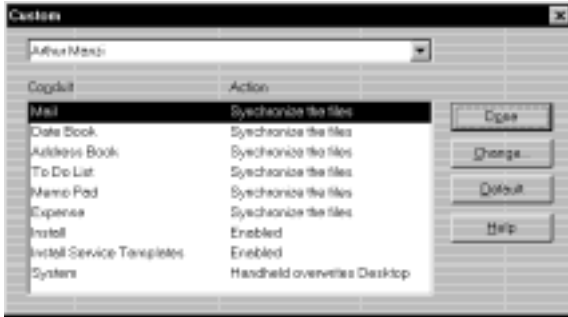 Custom
Arthur Manzi
Conduit Action
Mail Synchronize the files
Date Book Synchronize the files
Address Book Synchronize the files
To Do List Synchronize the files
Memo Pad Synchronize the files
Expense Synchronize the files
Install Enabled
Install Service Templates Enabled
System Handheld overwrites Desktop
Done
Change...
Default
Help